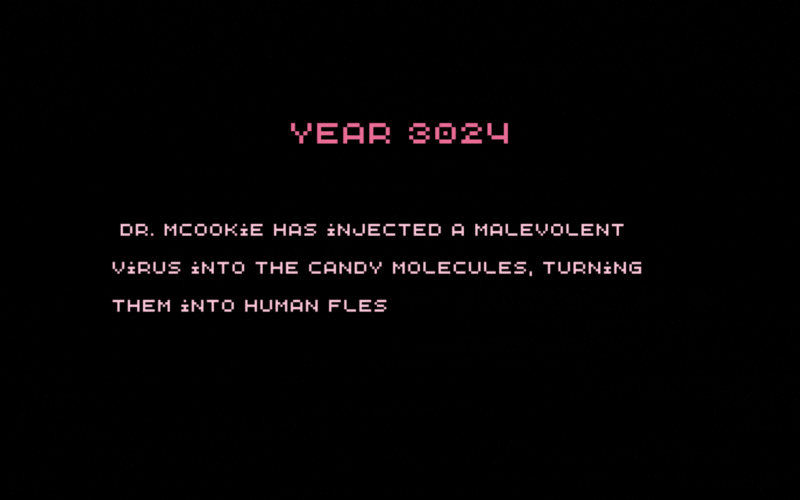 YEAR 3024
DR. MCOOKiE HAS iNJECTED A MALEVOLENT
ViRUS iNTO THE CANDY MOLECULES, TURNiNG
THEM iNTO HUMAN FLES